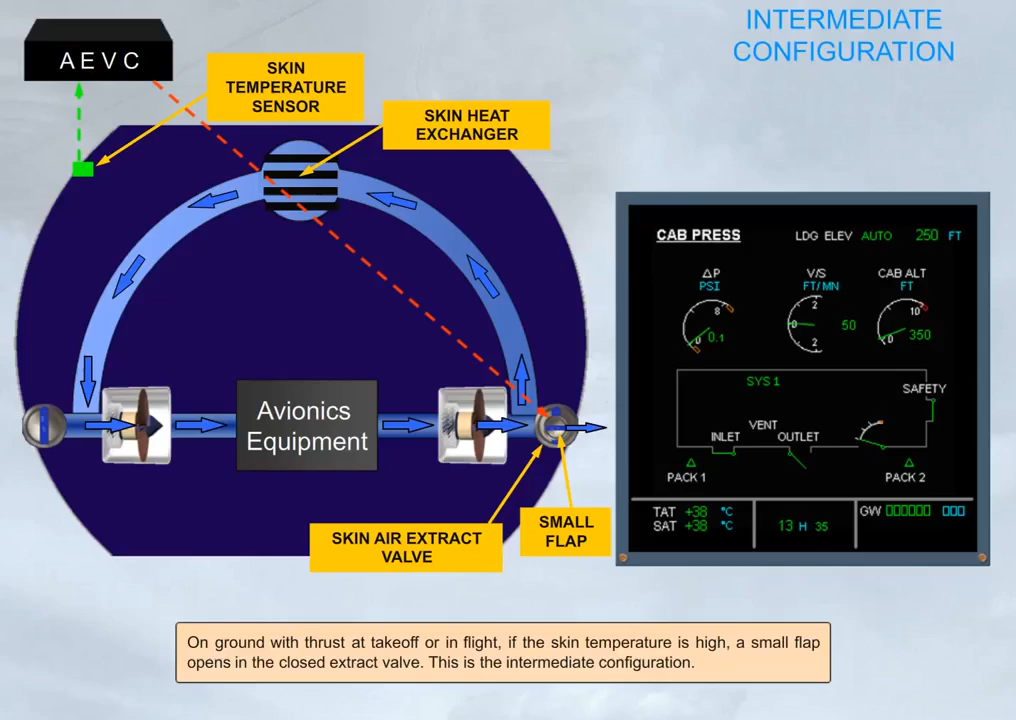 INTERMEDIATE
CONFIGURATION
A E V C
SKIN
TEMPERATURE
SENSOR
SKIN HEAT
EXCHANGER
Avionics
Equipment
SKIN AIR EXTRACT
VALVE
SMALL
FLAP
CAB PRESS
LDG ELEV AUTO 250 FT
ΔP
PSI
8
0
0.1
V/S
FT/MN
2
0
2
50
CAB ALT
FT
10
0
350
SYS 1
SAFETY
VENT
INLET OUTLET
PACK 1
PACK 2
TAT +38 °C
SAT +38 °C
13 H 35
GW
On ground with thrust at takeoff or in flight, if the skin temperature is high, a small flap
opens in the closed extract valve. This is the intermediate configuration.